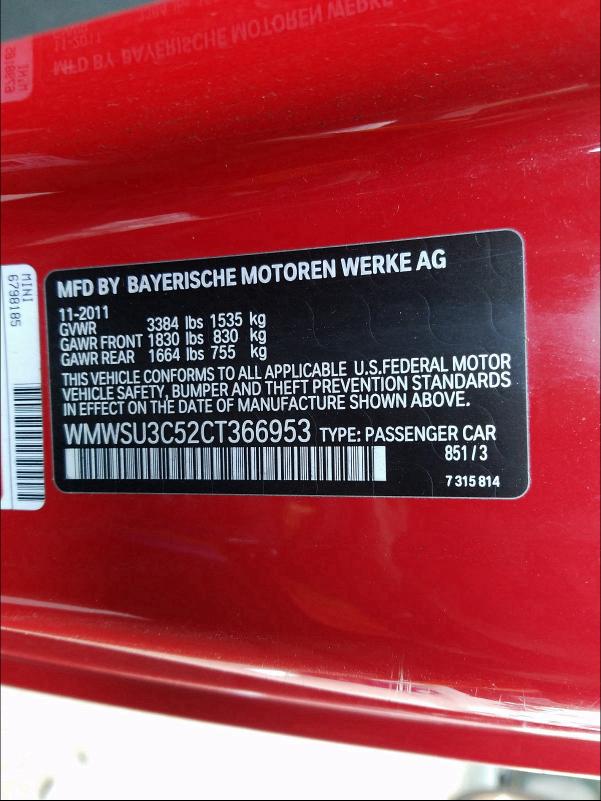 MFD BY BAYERISCHE MOTOREN WERKE AG
11-2011
GVWR 3384 lbs 1535 kg
GAWR FRONT 1830 lbs 830 kg
GAWR REAR 1664 lbs 755 kg
THIS VEHICLE CONFORMS TO ALL APPLICABLE U.S.FEDERAL MOTOR
VEHICLE SAFETY, BUMPER AND THEFT PREVENTION STANDARDS
IN EFFECT ON THE DATE OF MANUFACTURE SHOWN ABOVE.
WMWSU3C52CT366953 TYPE: PASSENGER CAR
851/3
7 315 814
MINI
6798185